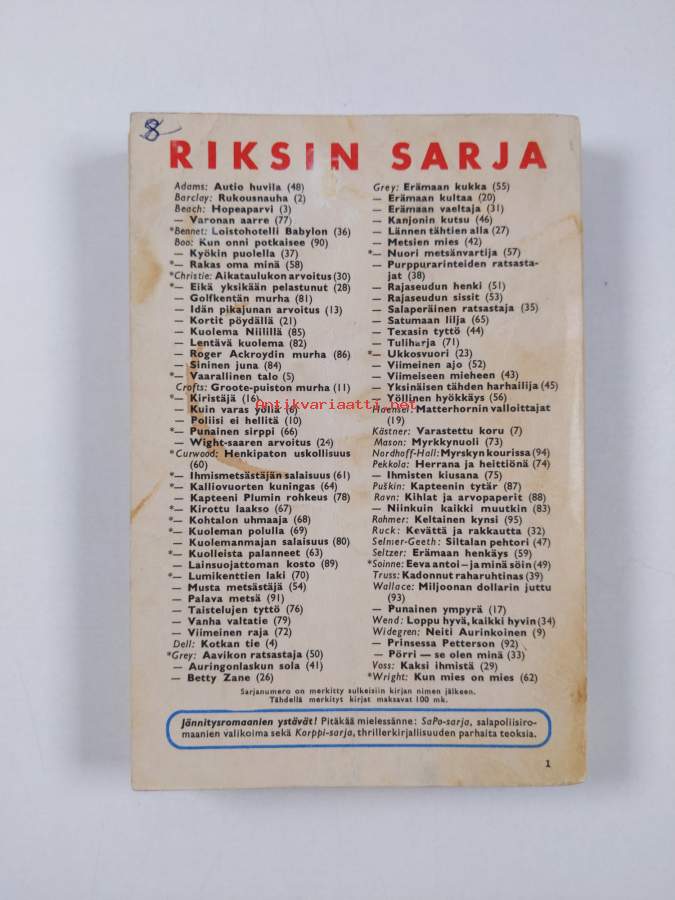 8
RIKSIN SARJA
Adams: Autio huvila (48)
Barclay: Rukousnauha (2)
Beach: Hopeaparvi (3)
— Varonan aarre (77)
*Bennet: Loistohotelli Babylon (36)
Boo: Kun onni potkaisee (90)
— Kyökin puolella (37)
*— Rakas oma minä (58)
*Christie: Aikataulukon arvoitus (30)
*— Eikä yksikään pelastunut (28)
— Golfkentän murha (81)
— Idän pikajunan arvoitus (13)
— Kortit pöydällä (21)
— Kuolema Niilillä (85)
— Lentävä kuolema (82)
— Roger Ackroydin murha (86)
— Sininen juna (84)
*— Vaarallinen talo (5)
Crofts: Groote-puiston murha (11)
*— Kiristäjä (16)
— Kuin varas yöllä (6)
— Poliisi ei hellitä (10)
*— Punainen sirppi (66)
— Wight-saaren arvoitus (24)
*Curwood: Henkipaton uskollisuus
(60)
*— Ihmismetsästäjän salaisuus (61)
*— Kalliovuorten kuningas (64)
— Kapteeni Plumin rohkeus (78)
*— Kirottu laakso (67)
*— Kohtalon uhmaaja (68)
*— Kuoleman polulla (69)
— Kuolemanmajan salaisuus (80)
*— Kuolleista palanneet (63)
— Lainsuojattoman kosto (89)
*— Lumikenttien laki (70)
— Musta metsästäjä (54)
— Palava metsä (91)
— Taistelujen tyttö (76)
— Vanha valtatie (79)
— Viimeinen raja (72)
Dell: Kotkan tie (4)
*Grey: Aavikon ratsastaja (50)
— Auringonlaskun sola (41)
— Betty Zane (26)
Grey: Erämaan kukka (55)
— Erämaan kultaa (20)
— Erämaan vaeltaja (31)
— Kanjonin kutsu (46)
— Lännen tähtien alla (27)
— Metsien mies (42)
*— Nuori metsänvartija (57)
— Purppurarinteiden ratsasta-
jat (38)
— Rajaseudun henki (51)
— Rajaseudun sissit (53)
— Salaperäinen ratsastaja (35)
— Satumaan lilja (65)
— Texasin tyttö (44)
— Tuliharja (71)
*— Ukkosvuori (23)
— Viimeinen ajo (52)
— Viimeiseen mieheen (43)
— Yksinäisen tähden harhailija (45)
— Yöllinen hyökkäys (56)
Haensel: Matterhornin valloittajat
(19)
Kästner: Varastettu koru (7)
Mason: Myrkkynuoli (73)
Nordhoff-Hall: Myrskyn kourissa (94)
Pekkola: Herrana ja heittiönä (74)
— Ihmisten kiusana (75)
Puškin: Kapteenin tytär (87)
Ravn: Kihlat ja arvopaperit (88)
— Niinkuin kaikki muutkin (83)
Rohmer: Keltainen kynsi (95)
Ruck: Kevättä ja rakkautta (32)
Selmer-Geeth: Siltalan pehtori (47)
Seltzer: Erämaan henkäys (59)
*Soinne: Eeva antoi — ja minä söin (49)
Truss: Kadonnut raharuhtinas (39)
Wallace: Miljoonan dollarin juttu
(93)
— Punainen ympyrä (17)
Wend: Loppu hyvä, kaikki hyvin (34)
Widegren: Neiti Aurinkoinen (9)
— Prinsessa Petterson (92)
— Pörri — se olen minä (33)
Voss: Kaksi ihmistä (29)
*Wright: Kun mies on mies (62)
Sarjanumero on merkitty sulkeisiin kirjan nimen jälkeen.
Tähdellä merkityt kirjat maksavat 100 mk.
Jännitysromaanien ystävät! Pitäkää mielessänne: SaPo-sarja, salapoliisiro-
maanien valikoima sekä Korppi-sarja, thrillerkirjallisuuden parhaita teoksia.
1
Antikvariaatti.net